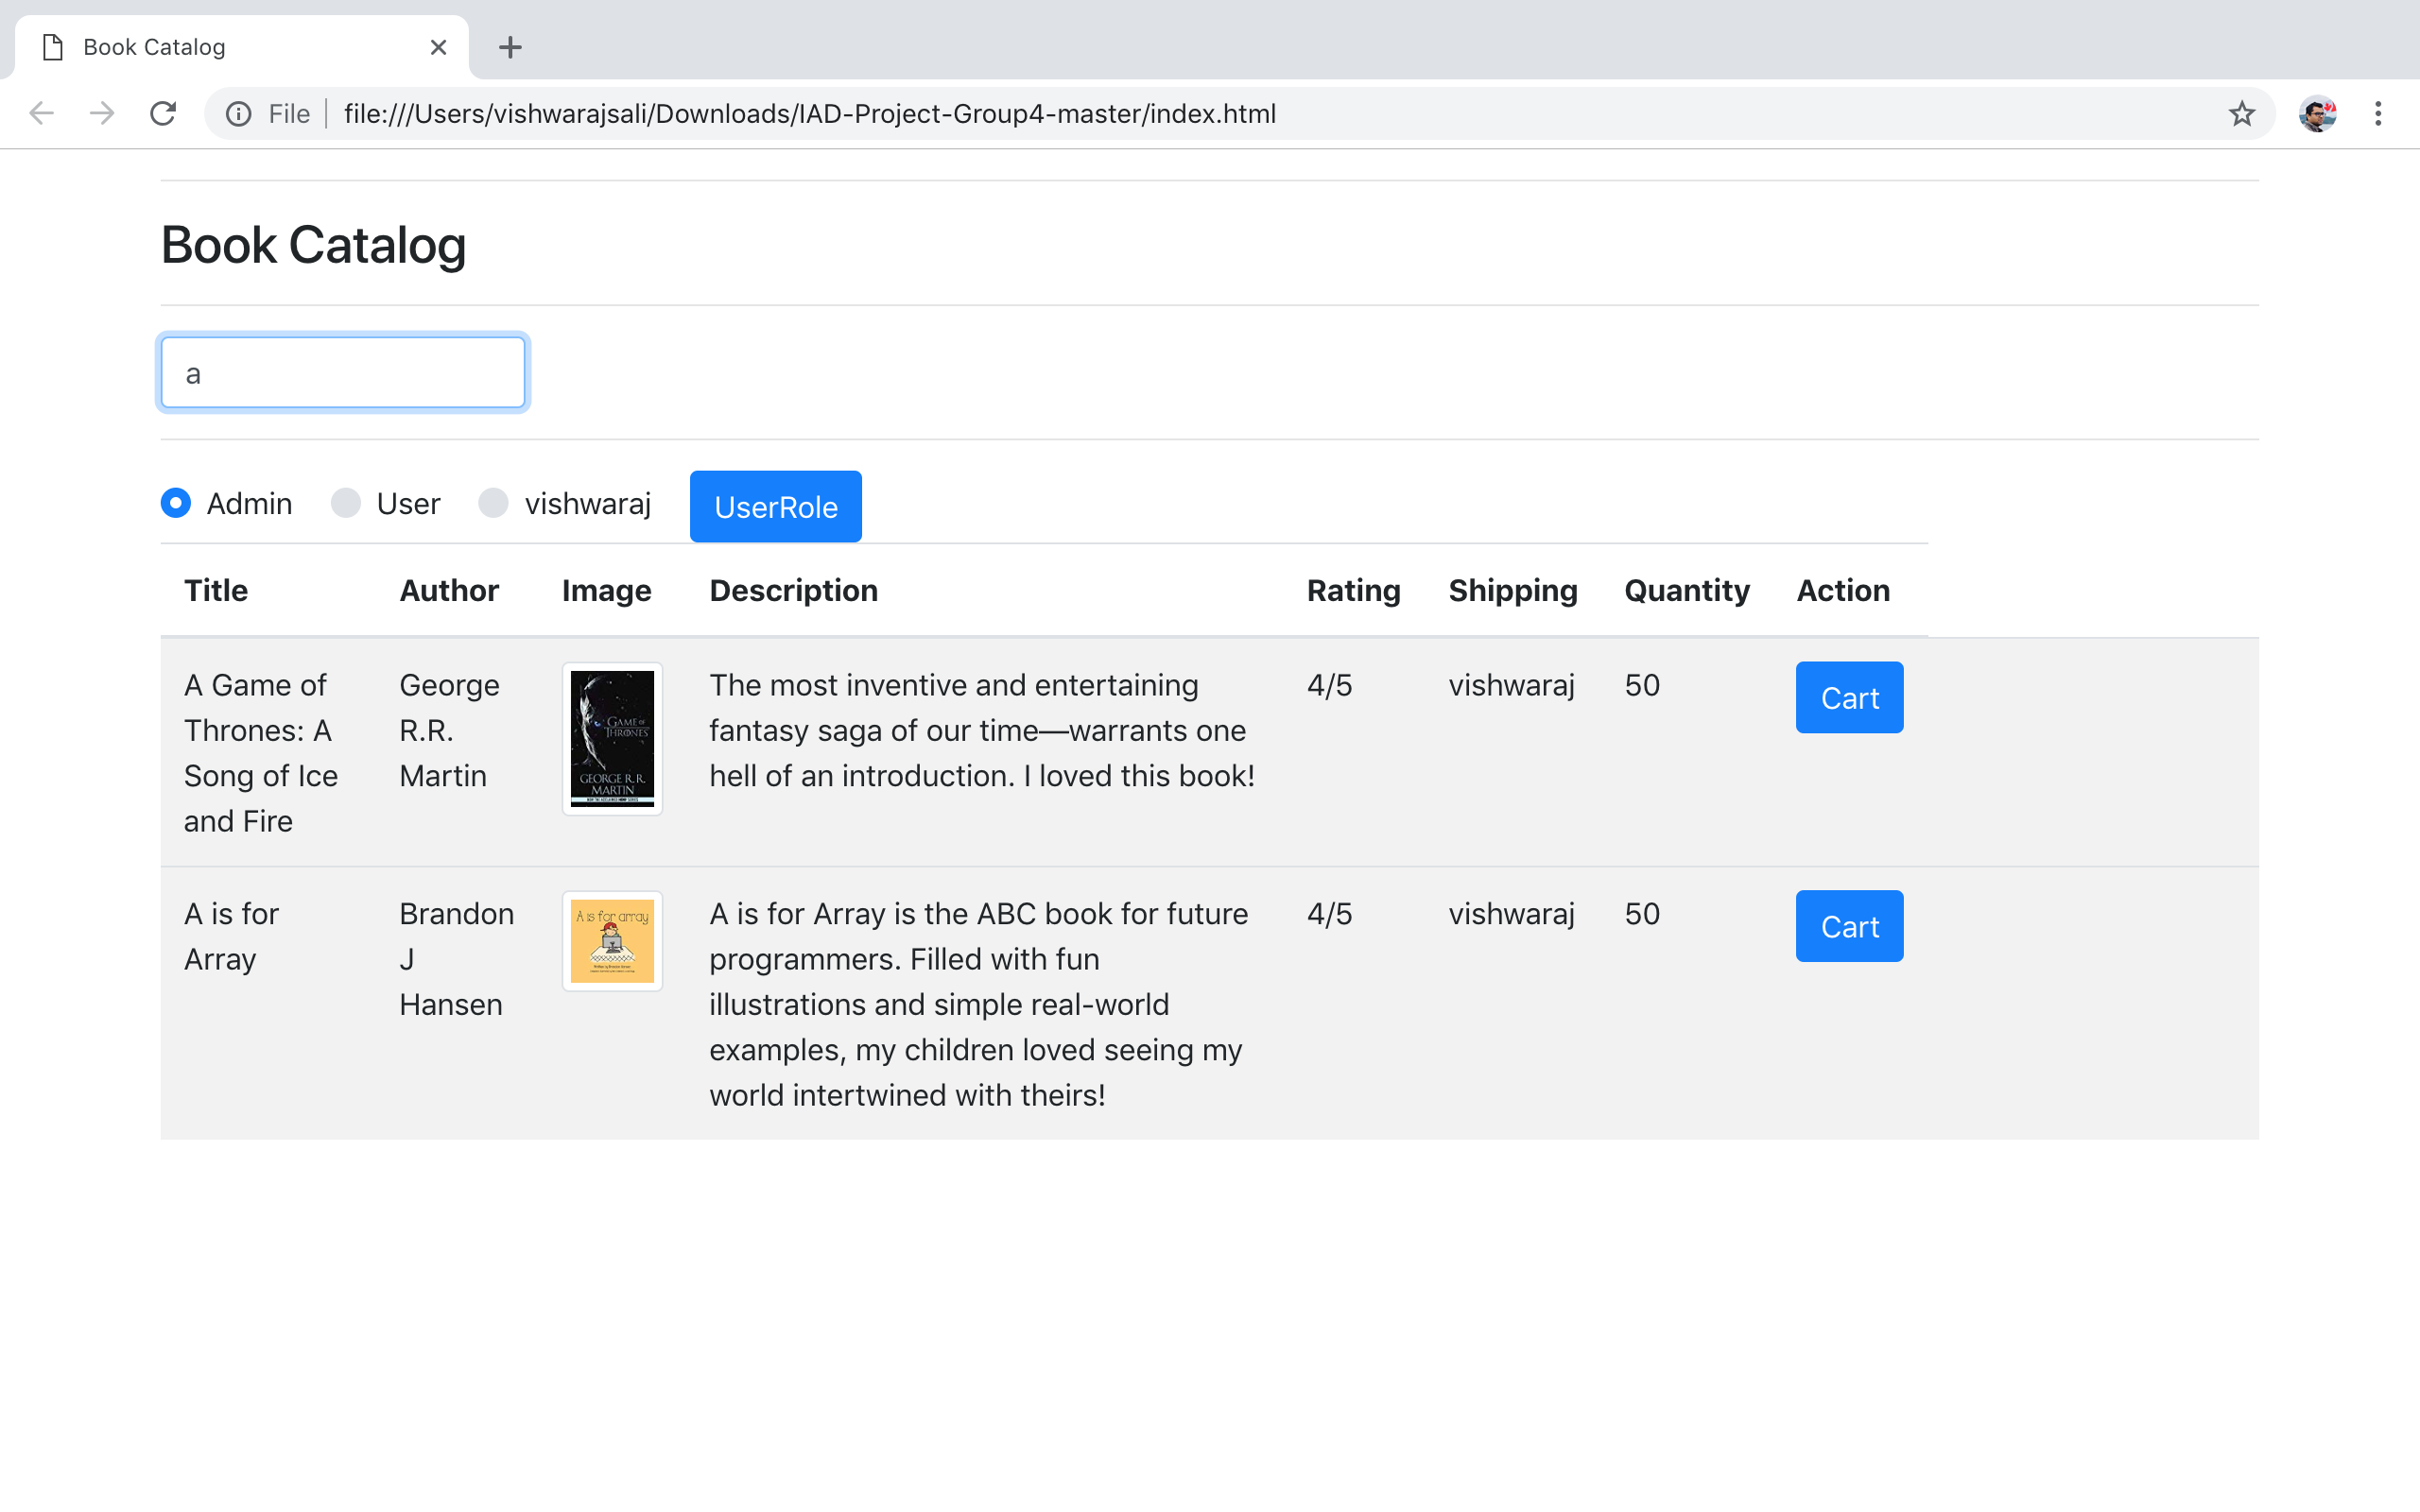 Book Catalog
File
file:///Users/vishwarajsali/Downloads/IAD-Project-Group4-master/index.html
Book Catalog
a
Admin
User
vishwaraj
UserRole
Title Author Image Description Rating Shipping Quantity Action
A Game of
Thrones: A
Song of Ice
and Fire
George
R.R.
Martin
GAME OF
THRONES
GEORGE R. R.
MARTIN
The most inventive and entertaining
fantasy saga of our time—warrants one
hell of an introduction. I loved this book!
4/5
vishwaraj
50
Cart
A is for
Array
Brandon
J
Hansen
A is for array
A is for Array is the ABC book for future
programmers. Filled with fun
illustrations and simple real-world
examples, my children loved seeing my
world intertwined with theirs!
4/5
vishwaraj
50
Cart